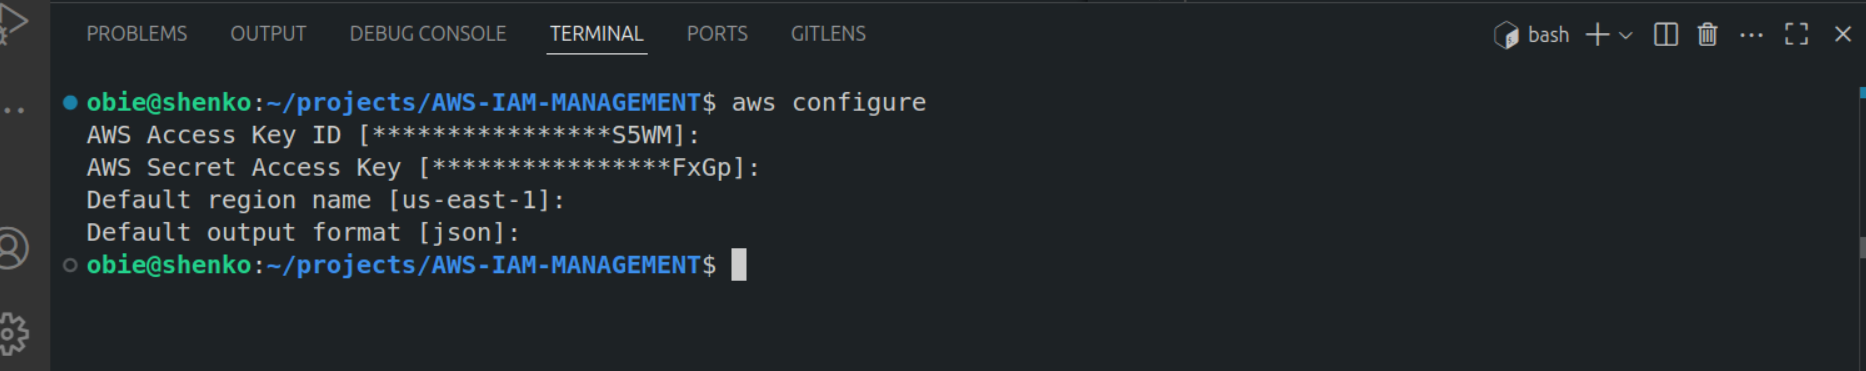 PROBLEMS OUTPUT DEBUG CONSOLE TERMINAL PORTS GITLENS bash
obie@shenko:~/projects/AWS-IAM-MANAGEMENT$ aws configure
AWS Access Key ID [****************S5WM]:
AWS Secret Access Key [****************FxGp]:
Default region name [us-east-1]:
Default output format [json]:
obie@shenko:~/projects/AWS-IAM-MANAGEMENT$